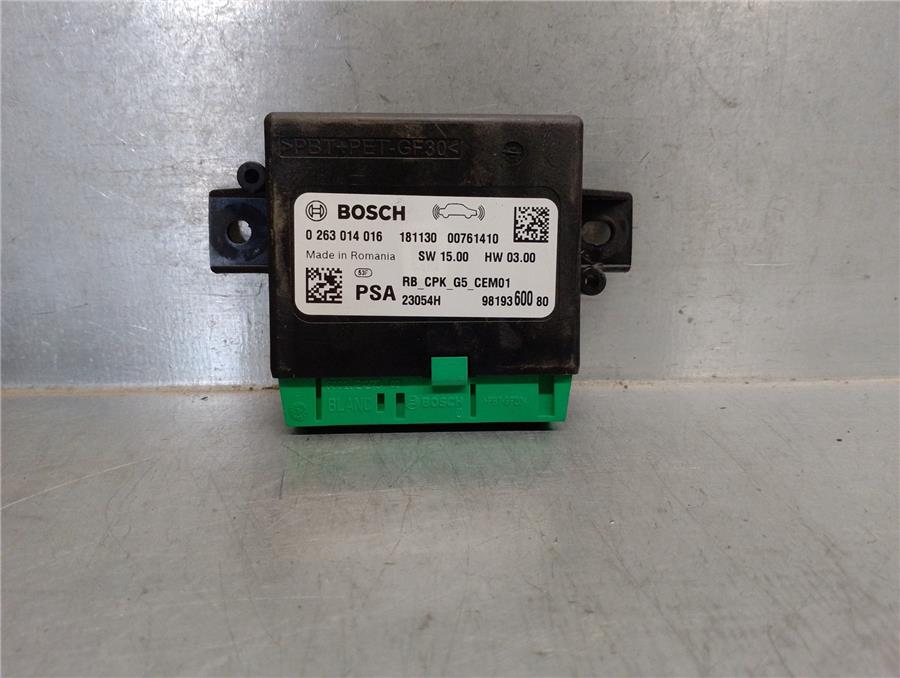 >PBT+PET-GF30<
BOSCH
0 263 014 016 181130 00761410
Made in Romania SW 15.00 HW 03.00
53F
RB_CPK_G5_CEM01
PSA 23054H 98193 600 80
BLANC BOSCH